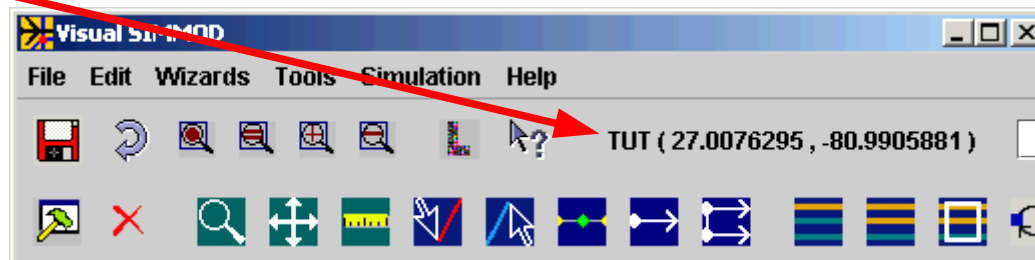 Visual SIMMOD
File Edit Wizards Tools Simulation Help
TUT ( 27.0076295 , -80.9905881 )